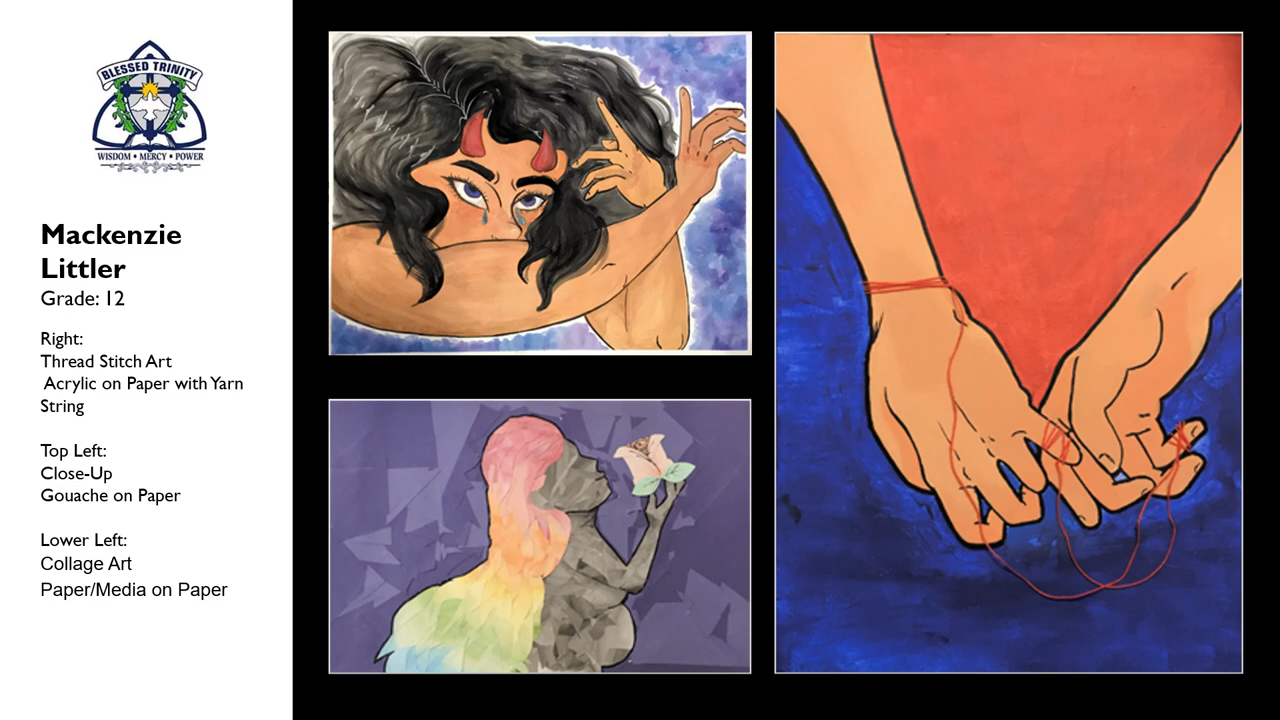 BLESSED TRINITY
WISDOM • MERCY • POWER
Mackenzie
Littler
Grade: 12
Right:
Thread Stitch Art
Acrylic on Paper with Yarn
String
Top Left:
Close-Up
Gouache on Paper
Lower Left:
Collage Art
Paper/Media on Paper